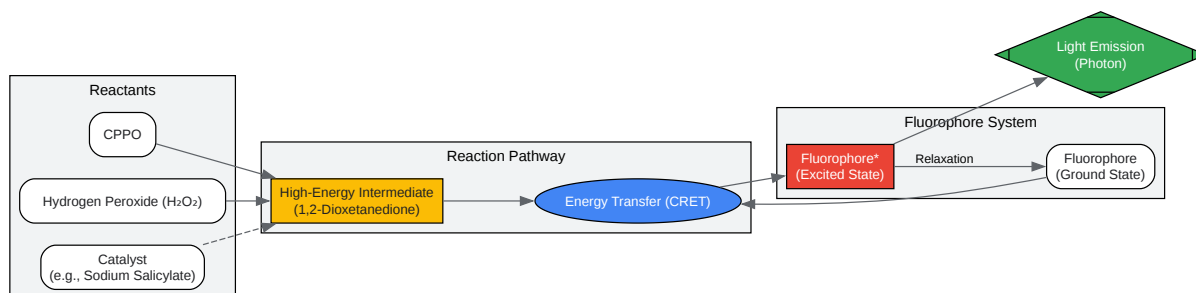 Reactants
CPPO
Hydrogen Peroxide (H₂O₂)
Catalyst
(e.g., Sodium Salicylate)
Reaction Pathway
High-Energy Intermediate
(1,2-Dioxetanedione)
Energy Transfer (CRET)
Fluorophore System
Fluorophore*
(Excited State)
Relaxation
Fluorophore
(Ground State)
Light Emission
(Photon)